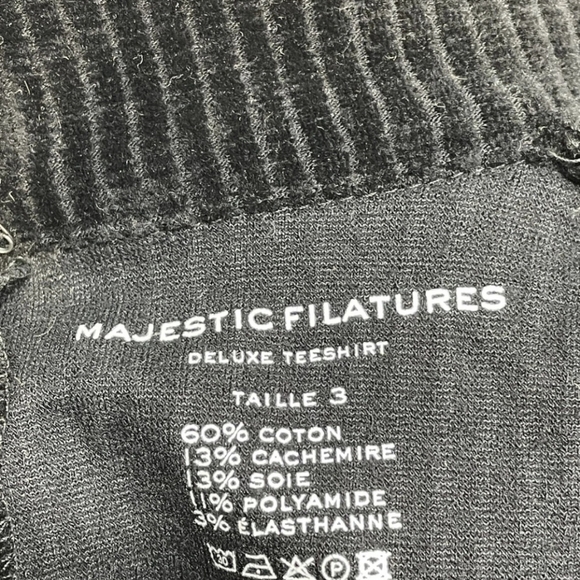 MAJESTIC FILATURES
DELUXE TEESHIRT
TAILLE 3
60% COTON
13% CACHEMIRE
13% SOIE
11% POLYAMIDE
3% ÉLASTHANNE